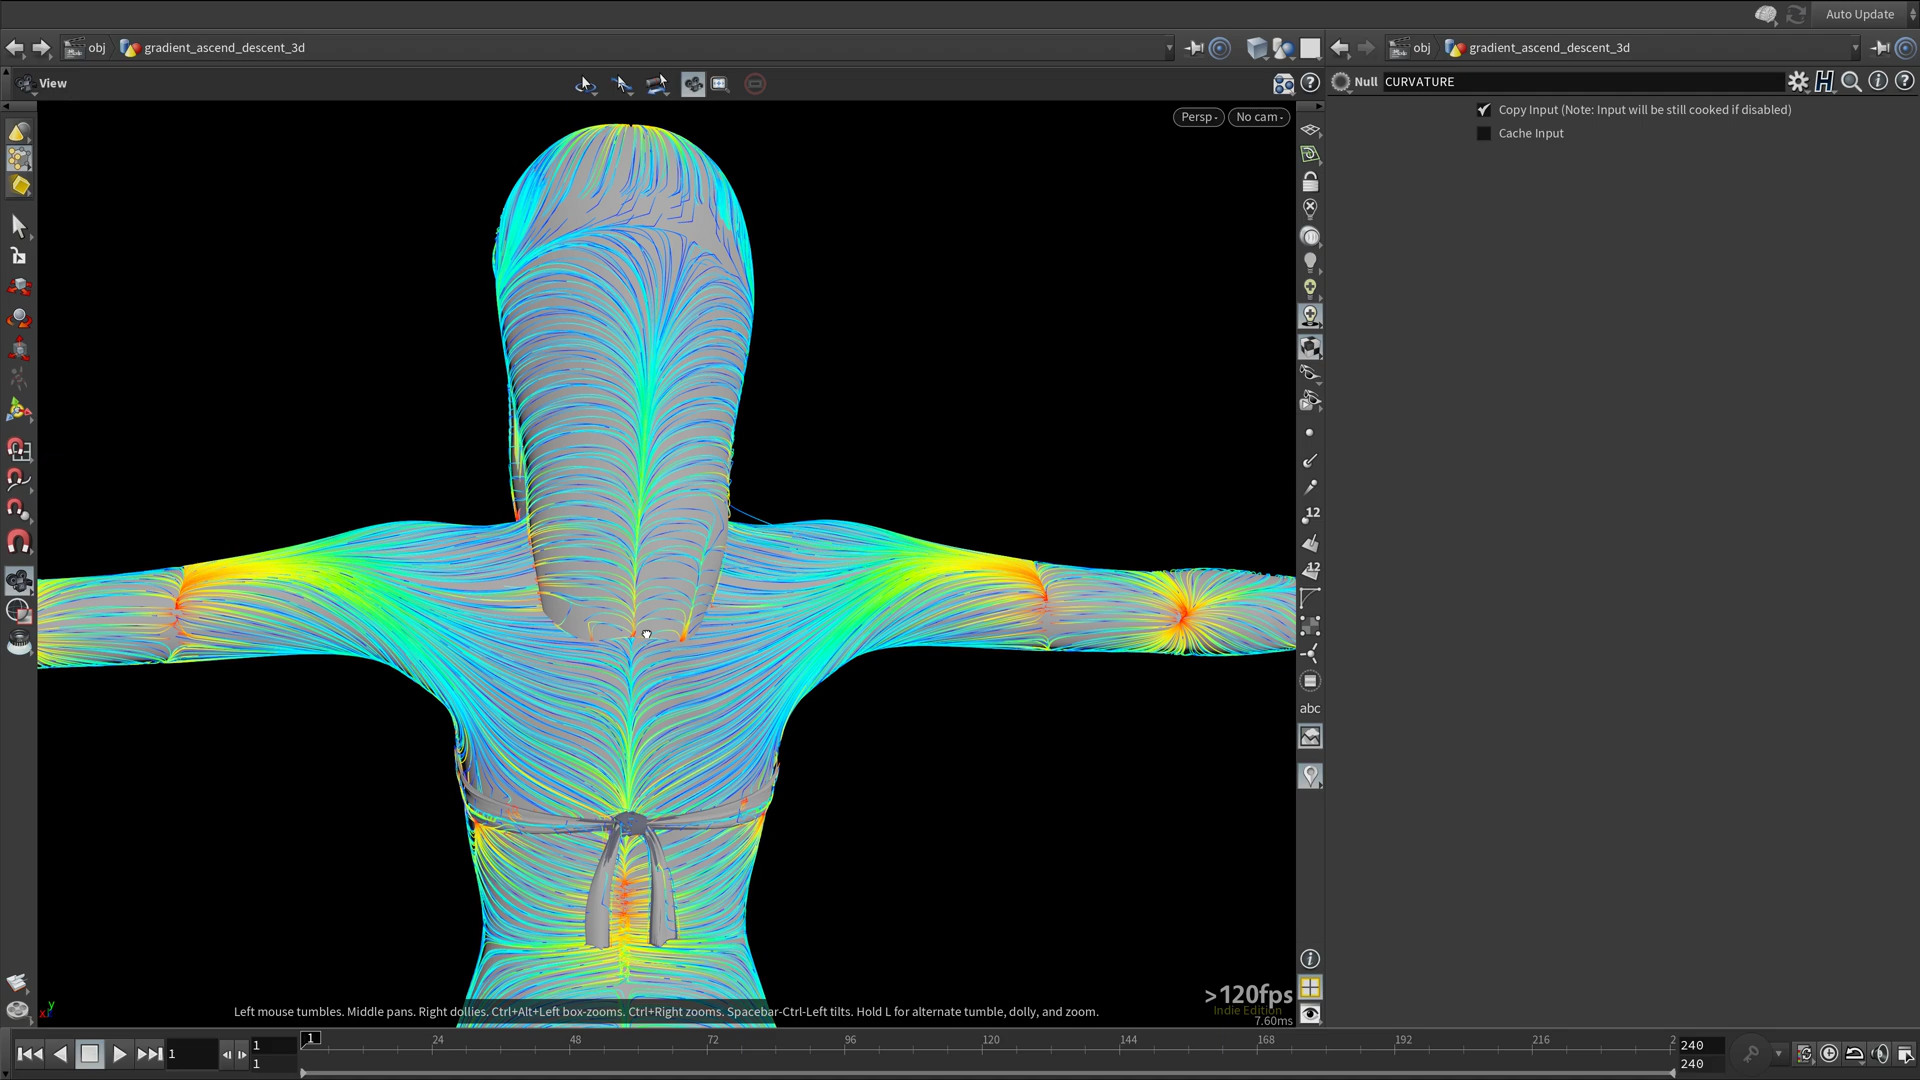 Auto Update
obj gradient_ascend_descent_3d
obj gradient_ascend_descent_3d
View
Null CURVATURE
Copy Input (Note: Input will be still cooked if disabled)
Cache Input
Persp
No cam
12
12
abc
y
x
Left mouse tumbles. Middle pans. Right dollies. Ctrl+Alt+Left box-zooms. Ctrl+Right zooms. Spacebar-Ctrl-Left tilts. Hold L for alternate tumble, dolly, and zoom.
>120fps
Indie Edition
7.60ms
1
1
1
1
24
48
72
96
120
144
168
192
216
2
240
240